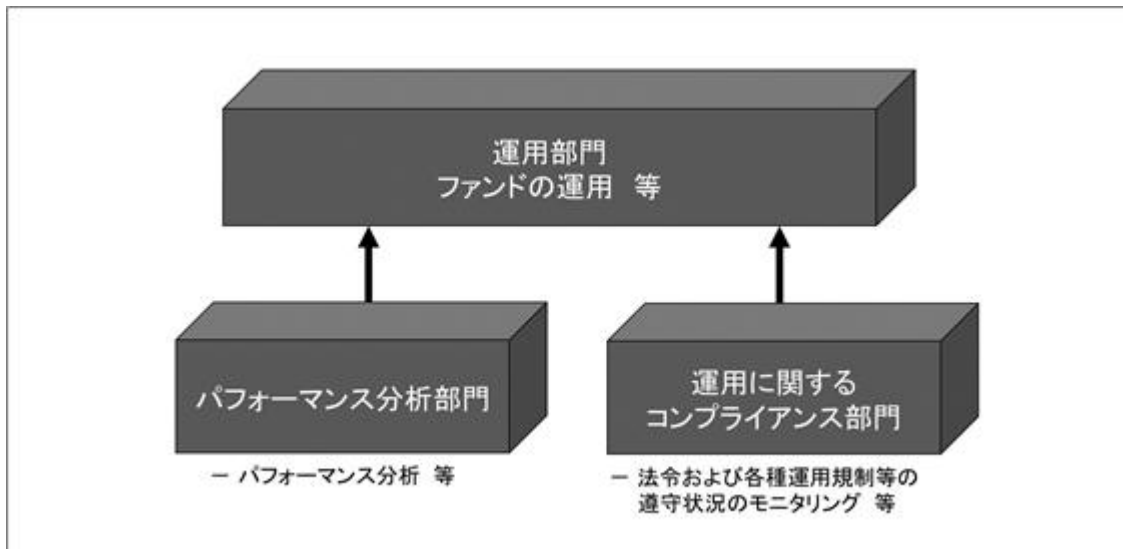 運用部門
ファンドの運用　等
パフォーマンス分析部門
－ パフォーマンス分析　等
運用に関する
コンプライアンス部門
－ 法令および各種運用規制等の
遵守状況のモニタリング　等